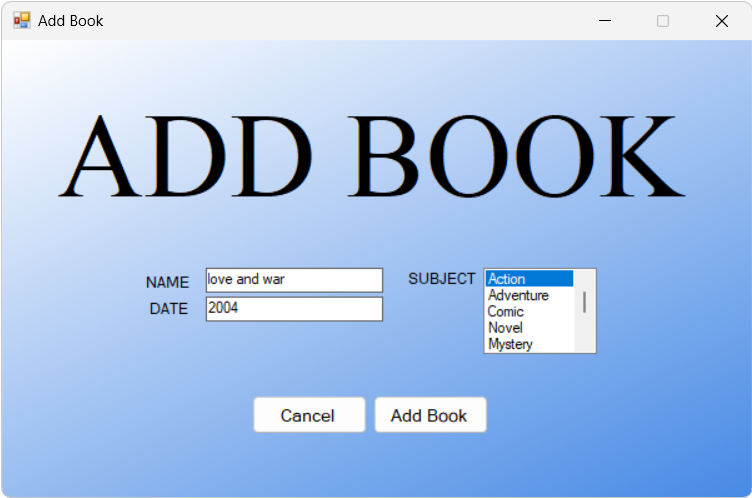 Add Book
ADD BOOK
NAME love and war
DATE 2004
SUBJECT
Action
Adventure
Comic
Novel
Mystery
Cancel Add Book